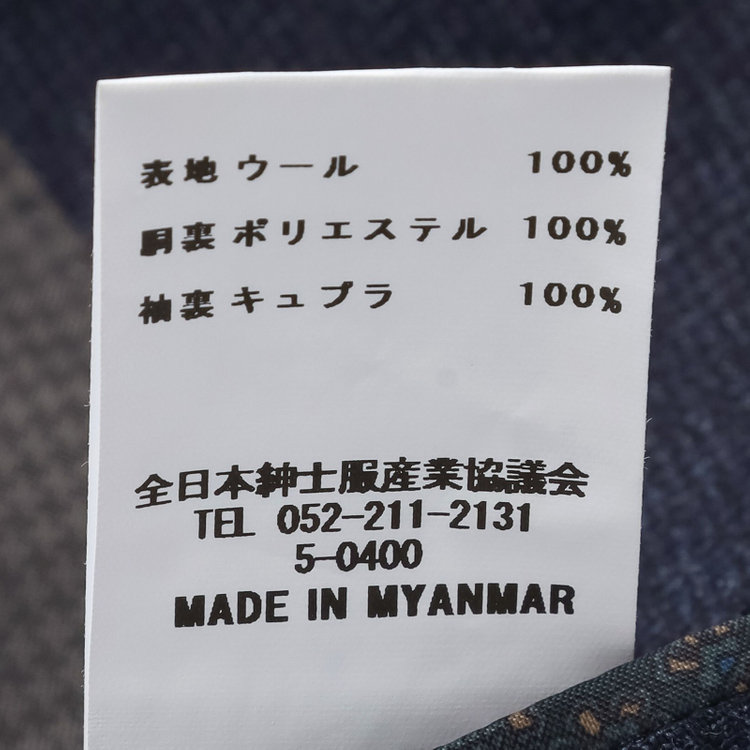 表地 ウール 100%
胴裏 ポリエステル 100%
袖裏 キュプラ 100%
全日本紳士服産業協議会
TEL 052-211-2131
5-0400
MADE IN MYANMAR